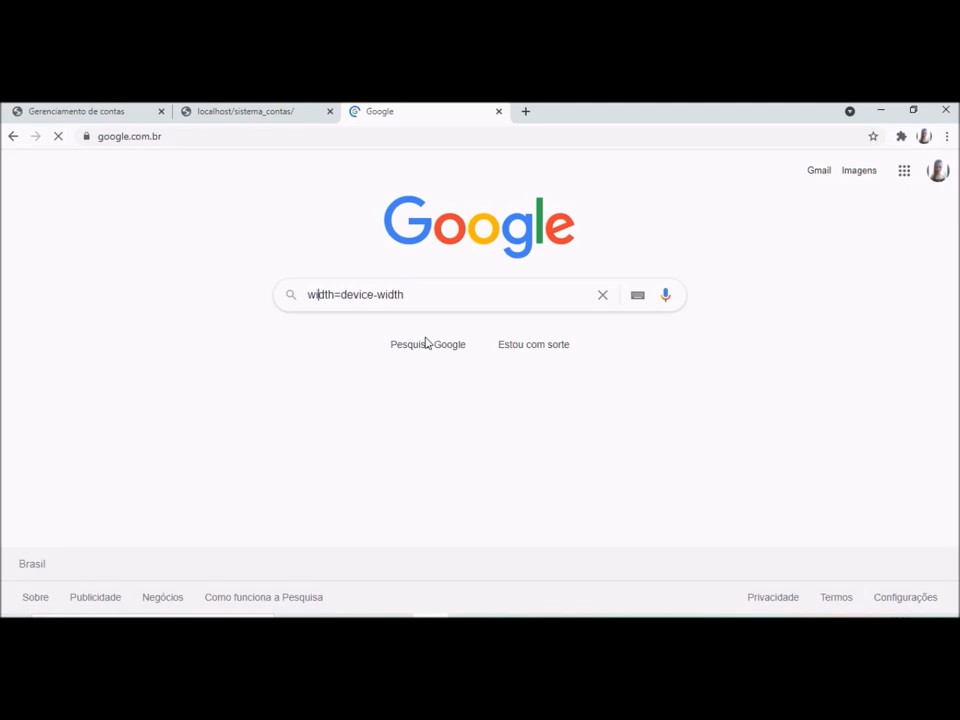 Gerenciamento de contas
localhost/sistema_contas/
Google
google.com.br
Gmail Imagens
Google
width=device-width
Pesquisa Google Estou com sorte
Brasil
Sobre Publicidade Negócios Como funciona a Pesquisa
Privacidade Termos Configurações